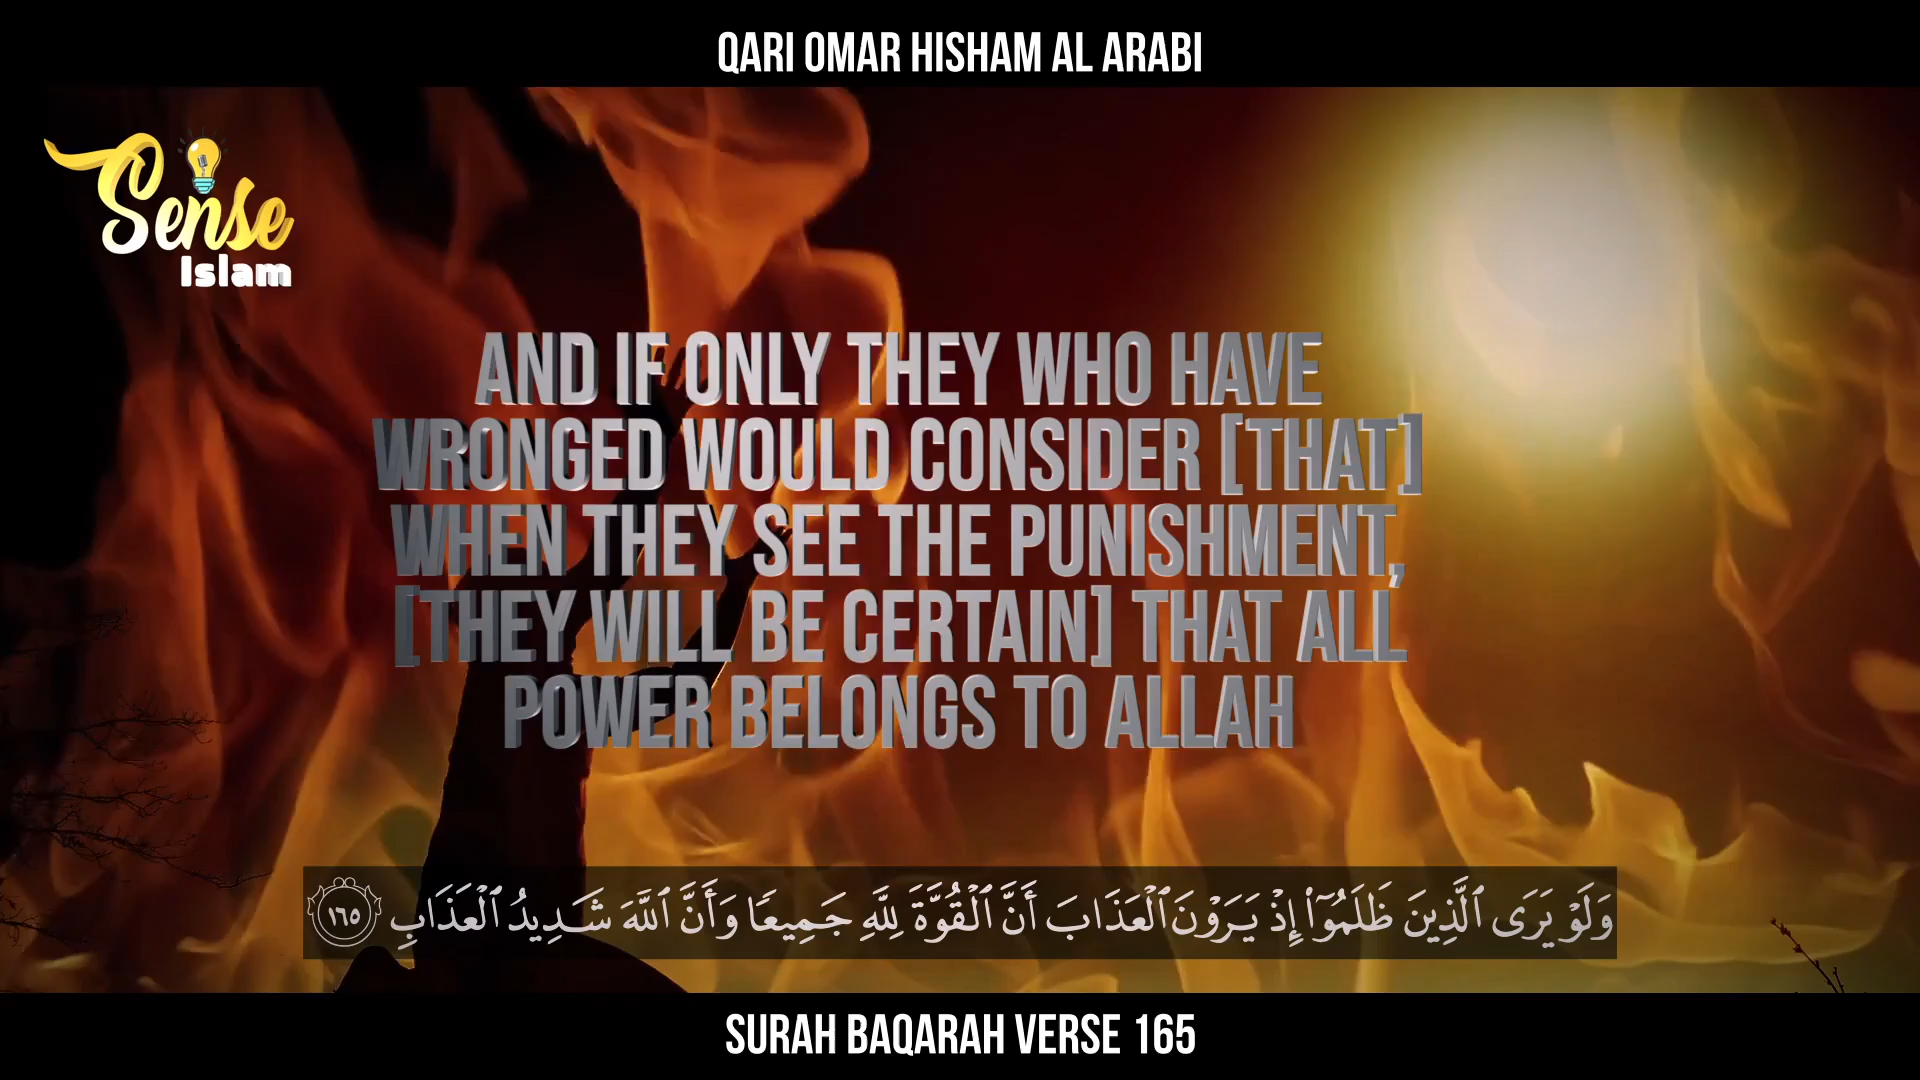 QARI OMAR HISHAM AL ARABI
Sense
Islam
AND IF ONLY THEY WHO HAVE
WRONGED WOULD CONSIDER [THAT]
WHEN THEY SEE THE PUNISHMENT,
[THEY WILL BE CERTAIN] THAT ALL
POWER BELONGS TO ALLAH
وَلَوْ يَرَى ٱلَّذِينَ ظَلَمُوٓا۟ إِذْ يَرَوْنَ ٱلْعَذَابَ أَنَّ ٱلْقُوَّةَ لِلَّهِ جَمِيعًا وَأَنَّ ٱللَّهَ شَدِيدُ ٱلْعَذَابِ ١٦٥
SURAH BAQARAH VERSE 165